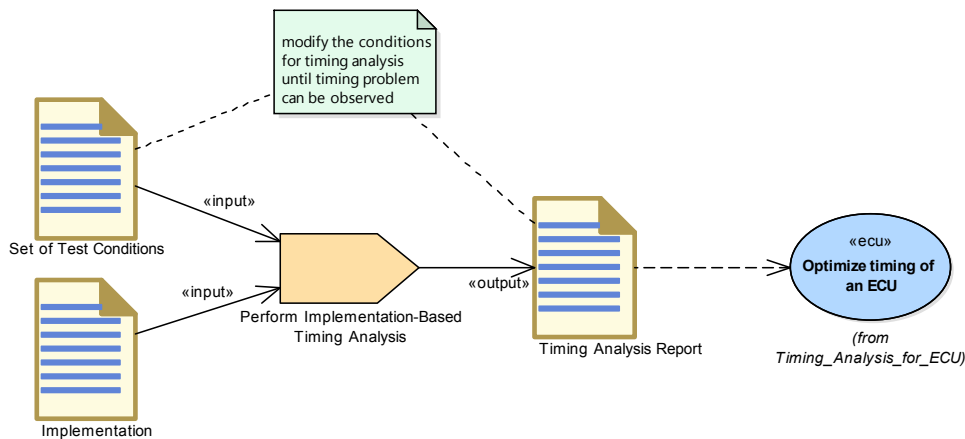 modify the conditions
for timing analysis
until timing problem
can be observed
«input»
Set of Test Conditions
«input»
Perform Implementation-Based
Timing Analysis
Implementation
«output»
Timing Analysis Report
«ecu»
Optimize timing of
an ECU
(from
Timing_Analysis_for_ECU)